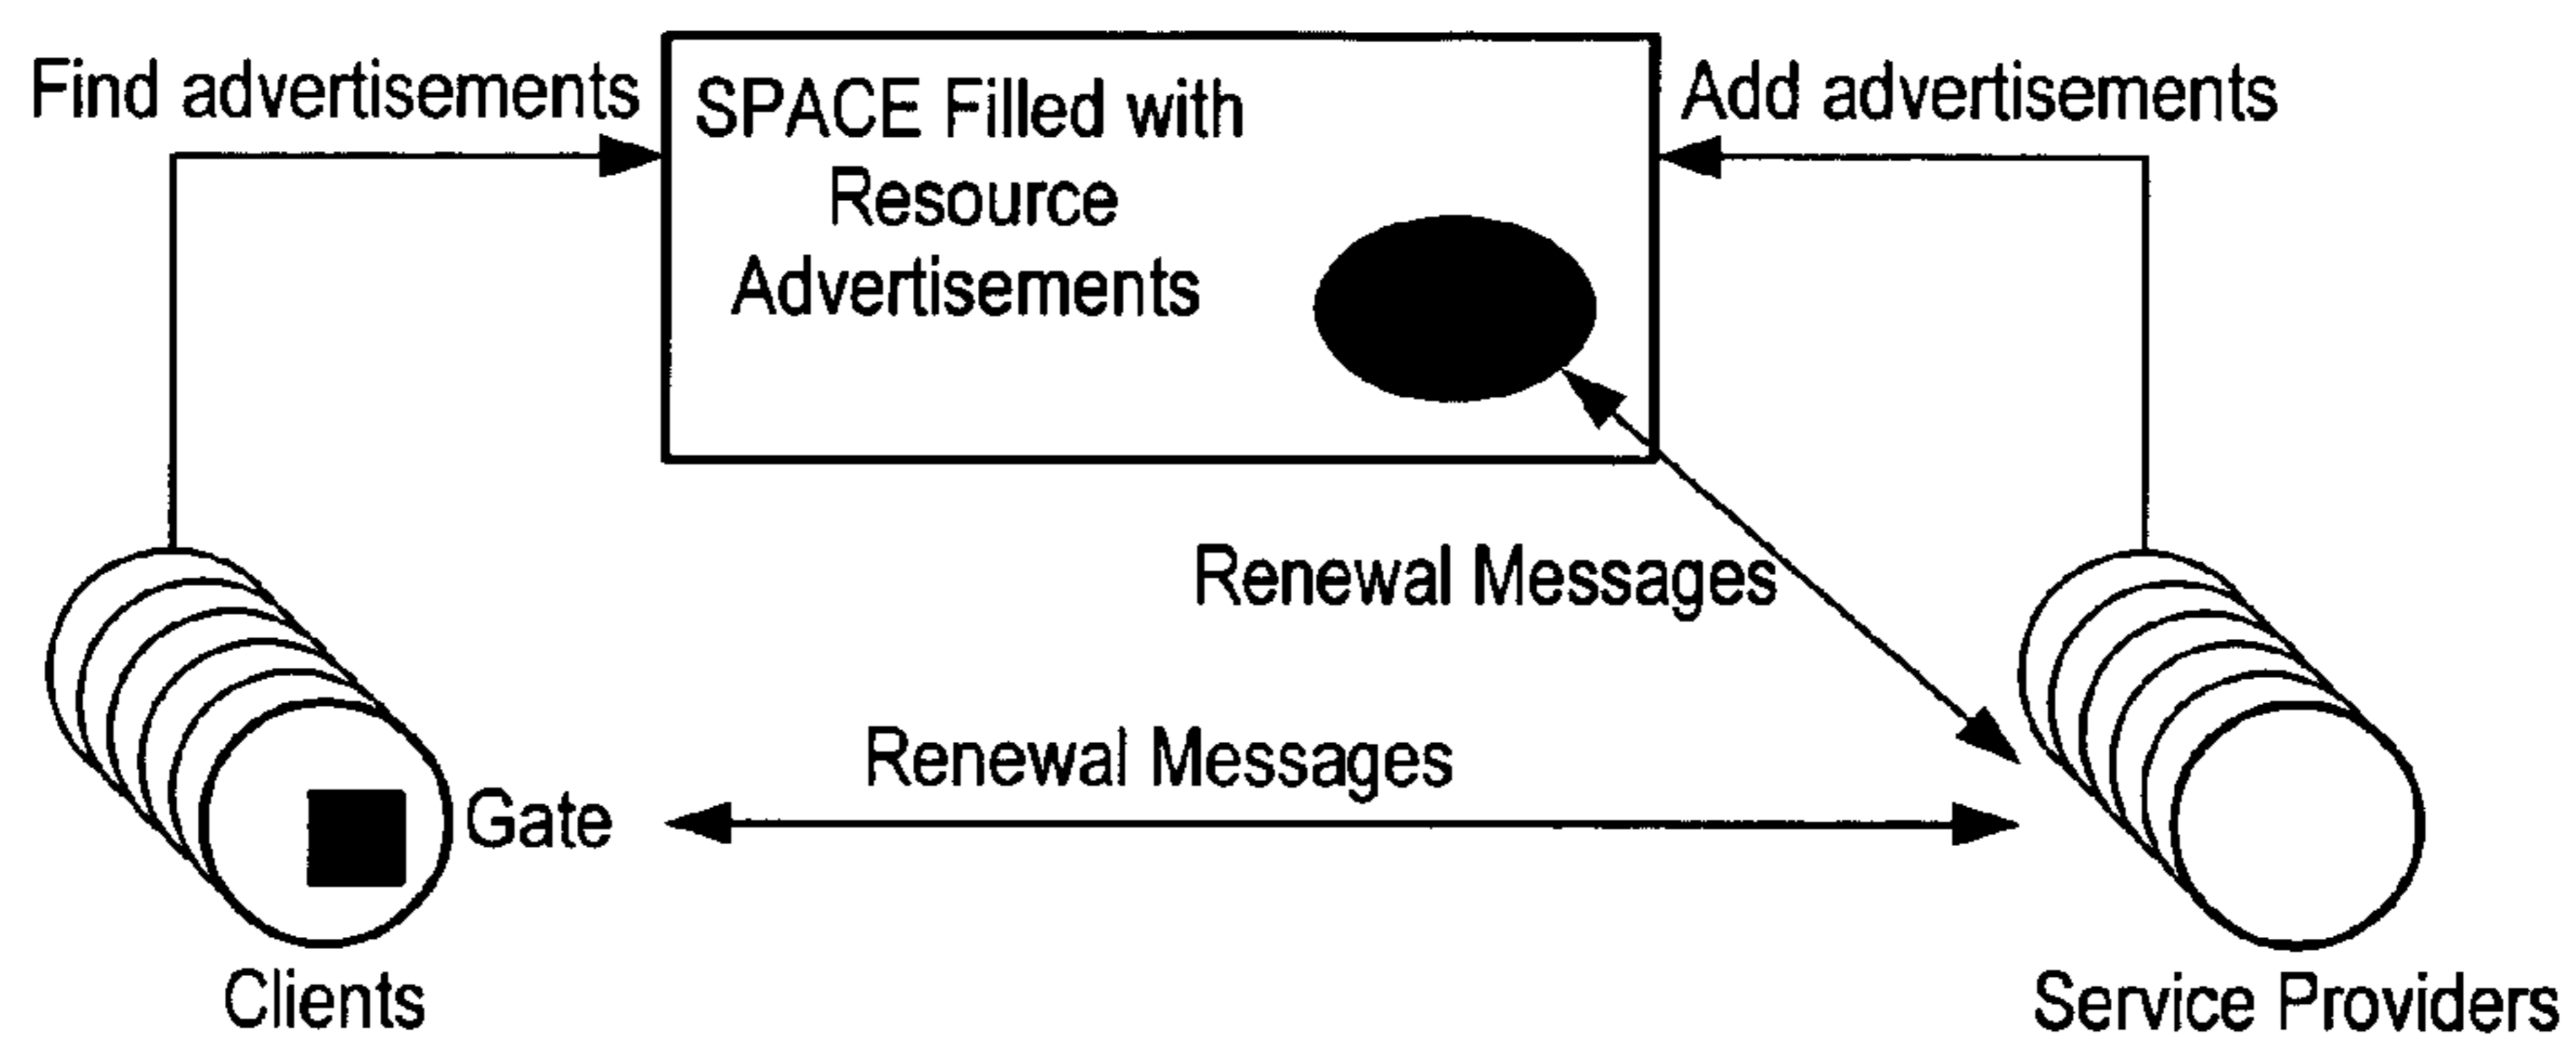 Find advertisements
SPACE Filled with
Resource
Advertisements
Add advertisements
Renewal Messages
Renewal Messages
Gate
Clients
Service Providers